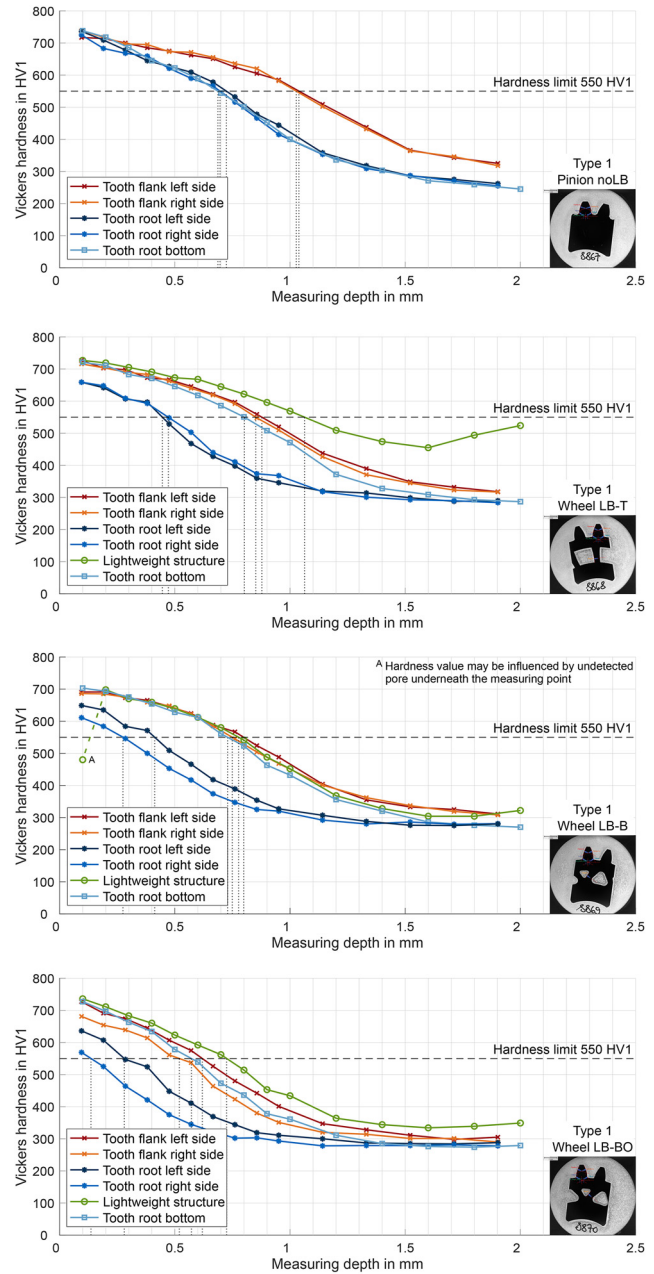 800
700
600
500
400
300
200
100
0
Vickers hardness in HV1
Hardness limit 550 HV1
Tooth flank left side
Tooth flank right side
Tooth root left side
Tooth root right side
Tooth root bottom
Type 1
Pinion noLB
8867
0 0.5 1 1.5 2 2.5
Measuring depth in mm
800
700
600
500
400
300
200
100
0
Vickers hardness in HV1
Hardness limit 550 HV1
Tooth flank left side
Tooth flank right side
Tooth root left side
Tooth root right side
Lightweight structure
Tooth root bottom
Type 1
Wheel LB-T
8868
0 0.5 1 1.5 2 2.5
Measuring depth in mm
800
700
600
500
400
300
200
100
0
Vickers hardness in HV1
A Hardness value may be influenced by undetected
pore underneath the measuring point
Hardness limit 550 HV1
A
Tooth flank left side
Tooth flank right side
Tooth root left side
Tooth root right side
Lightweight structure
Tooth root bottom
Type 1
Wheel LB-B
8869
0 0.5 1 1.5 2 2.5
Measuring depth in mm
800
700
600
500
400
300
200
100
0
Vickers hardness in HV1
Hardness limit 550 HV1
Tooth flank left side
Tooth flank right side
Tooth root left side
Tooth root right side
Lightweight structure
Tooth root bottom
Type 1
Wheel LB-BO
8870
0 0.5 1 1.5 2 2.5
Measuring depth in mm